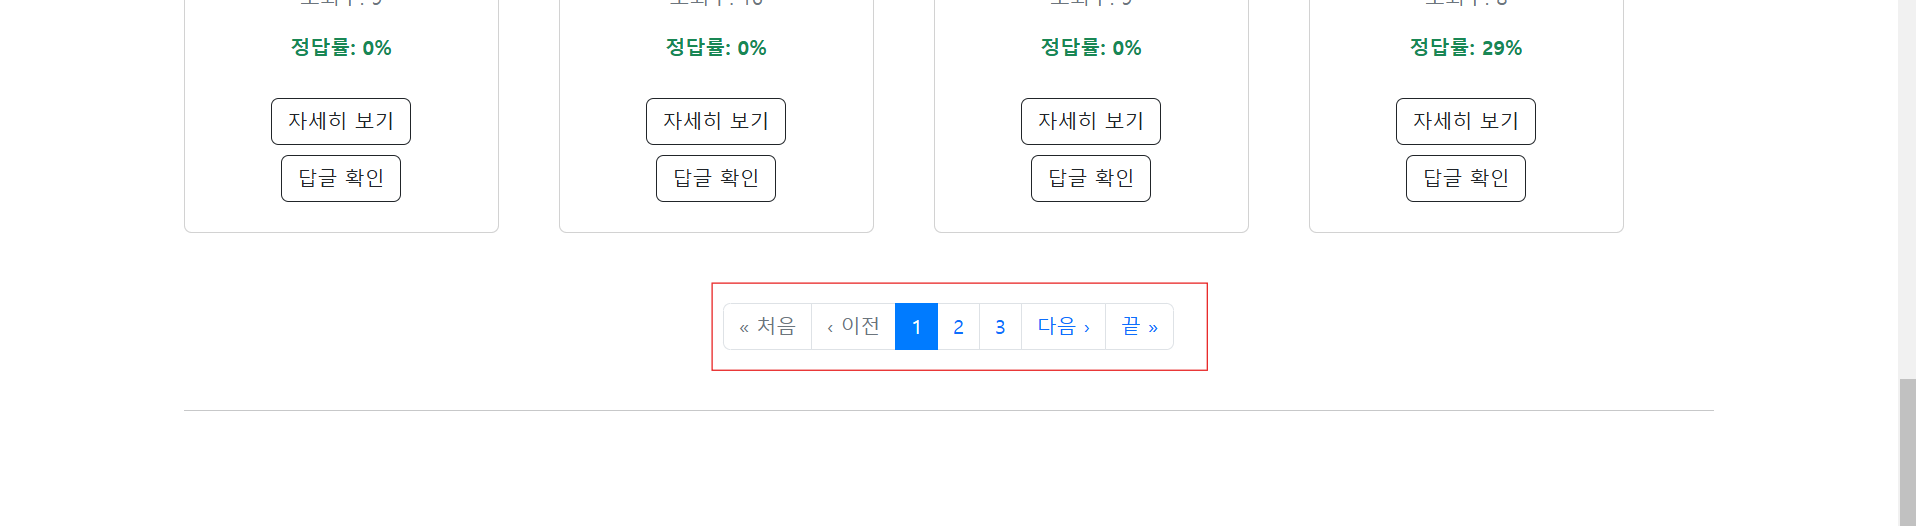 정답률: 0% 정답률: 0% 정답률: 0% 정답률: 29%
자세히 보기 자세히 보기 자세히 보기 자세히 보기
답글 확인 답글 확인 답글 확인 답글 확인
« 처음 ‹ 이전 1 2 3 다음 › 끝 »